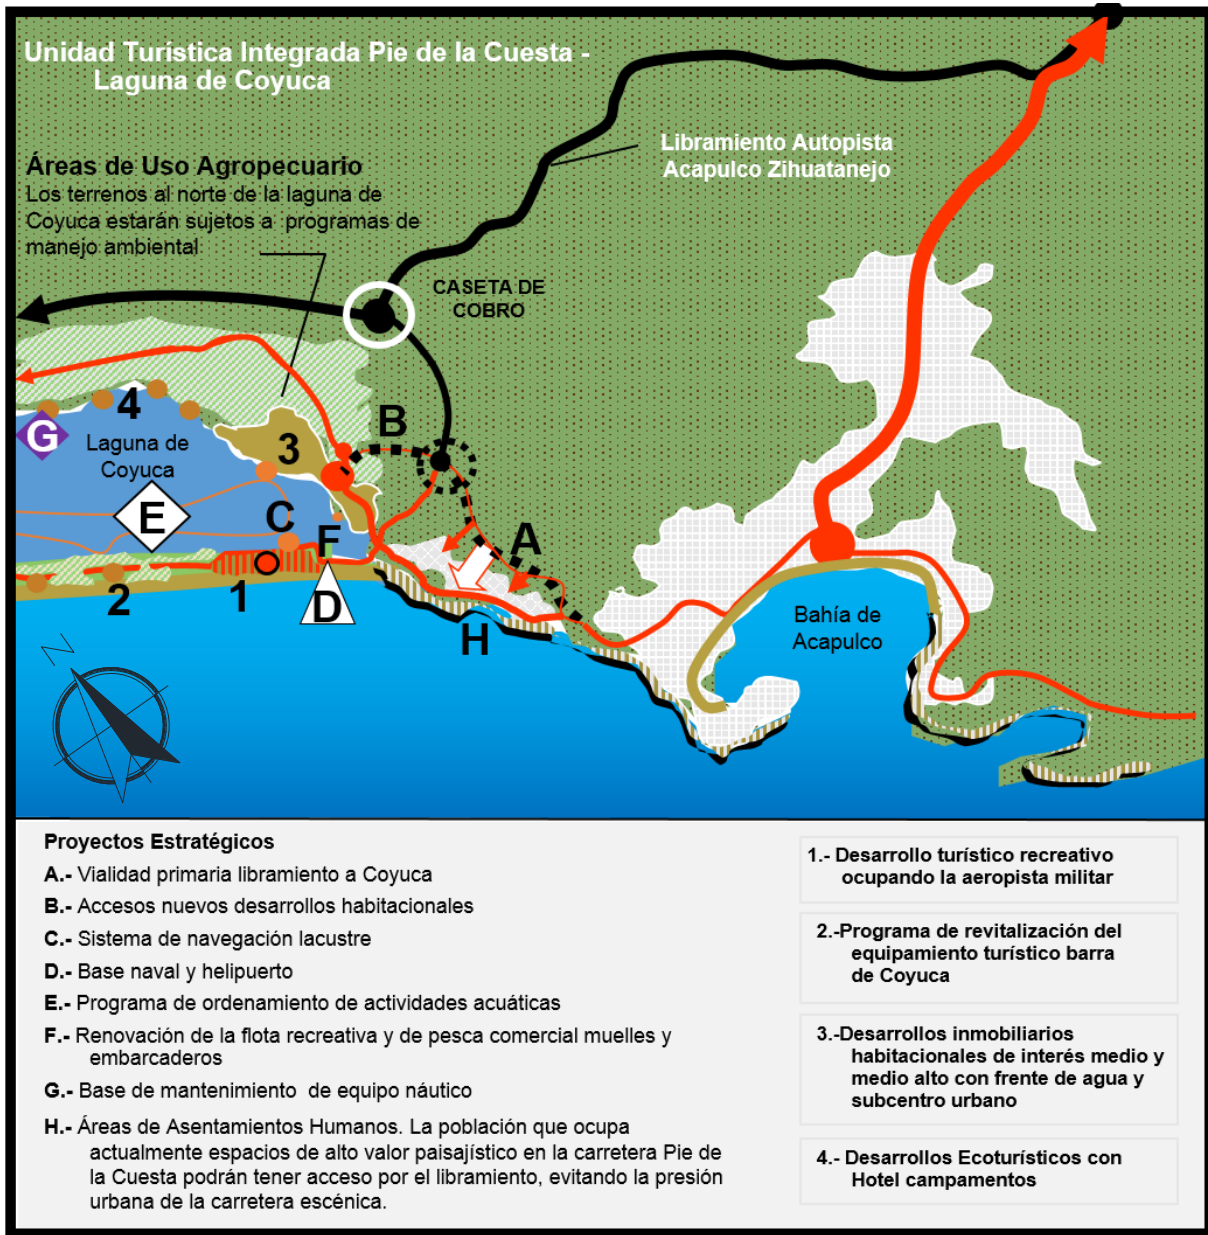 Unidad Turística Integrada Pie de la Cuesta -
Laguna de Coyuca
Libramiento Autopista
Acapulco Zihuatanejo
Áreas de Uso Agropecuario
Los terrenos al norte de la laguna de
Coyuca estarán sujetos a programas de
manejo ambiental
CASETA DE
COBRO
4
B
G
Laguna de
Coyuca
3
E
C
F
A
2
1
D
H
Bahía de
Acapulco
N
Proyectos Estratégicos
A.- Vialidad primaria libramiento a Coyuca
B.- Accesos nuevos desarrollos habitacionales
C.- Sistema de navegación lacustre
D.- Base naval y helipuerto
E.- Programa de ordenamiento de actividades acuáticas
F.- Renovación de la flota recreativa y de pesca comercial muelles y
embarcaderos
G.- Base de mantenimiento de equipo náutico
H.- Áreas de Asentamientos Humanos. La población que ocupa
actualmente espacios de alto valor paisajístico en la carretera Pie de
la Cuesta podrán tener acceso por el libramiento, evitando la presión
urbana de la carretera escénica.
1.- Desarrollo turístico recreativo
ocupando la aeropista militar
2.-Programa de revitalización del
equipamiento turístico barra
de Coyuca
3.-Desarrollos inmobiliarios
habitacionales de interés medio y
medio alto con frente de agua y
subcentro urbano
4.- Desarrollos Ecoturísticos con
Hotel campamentos